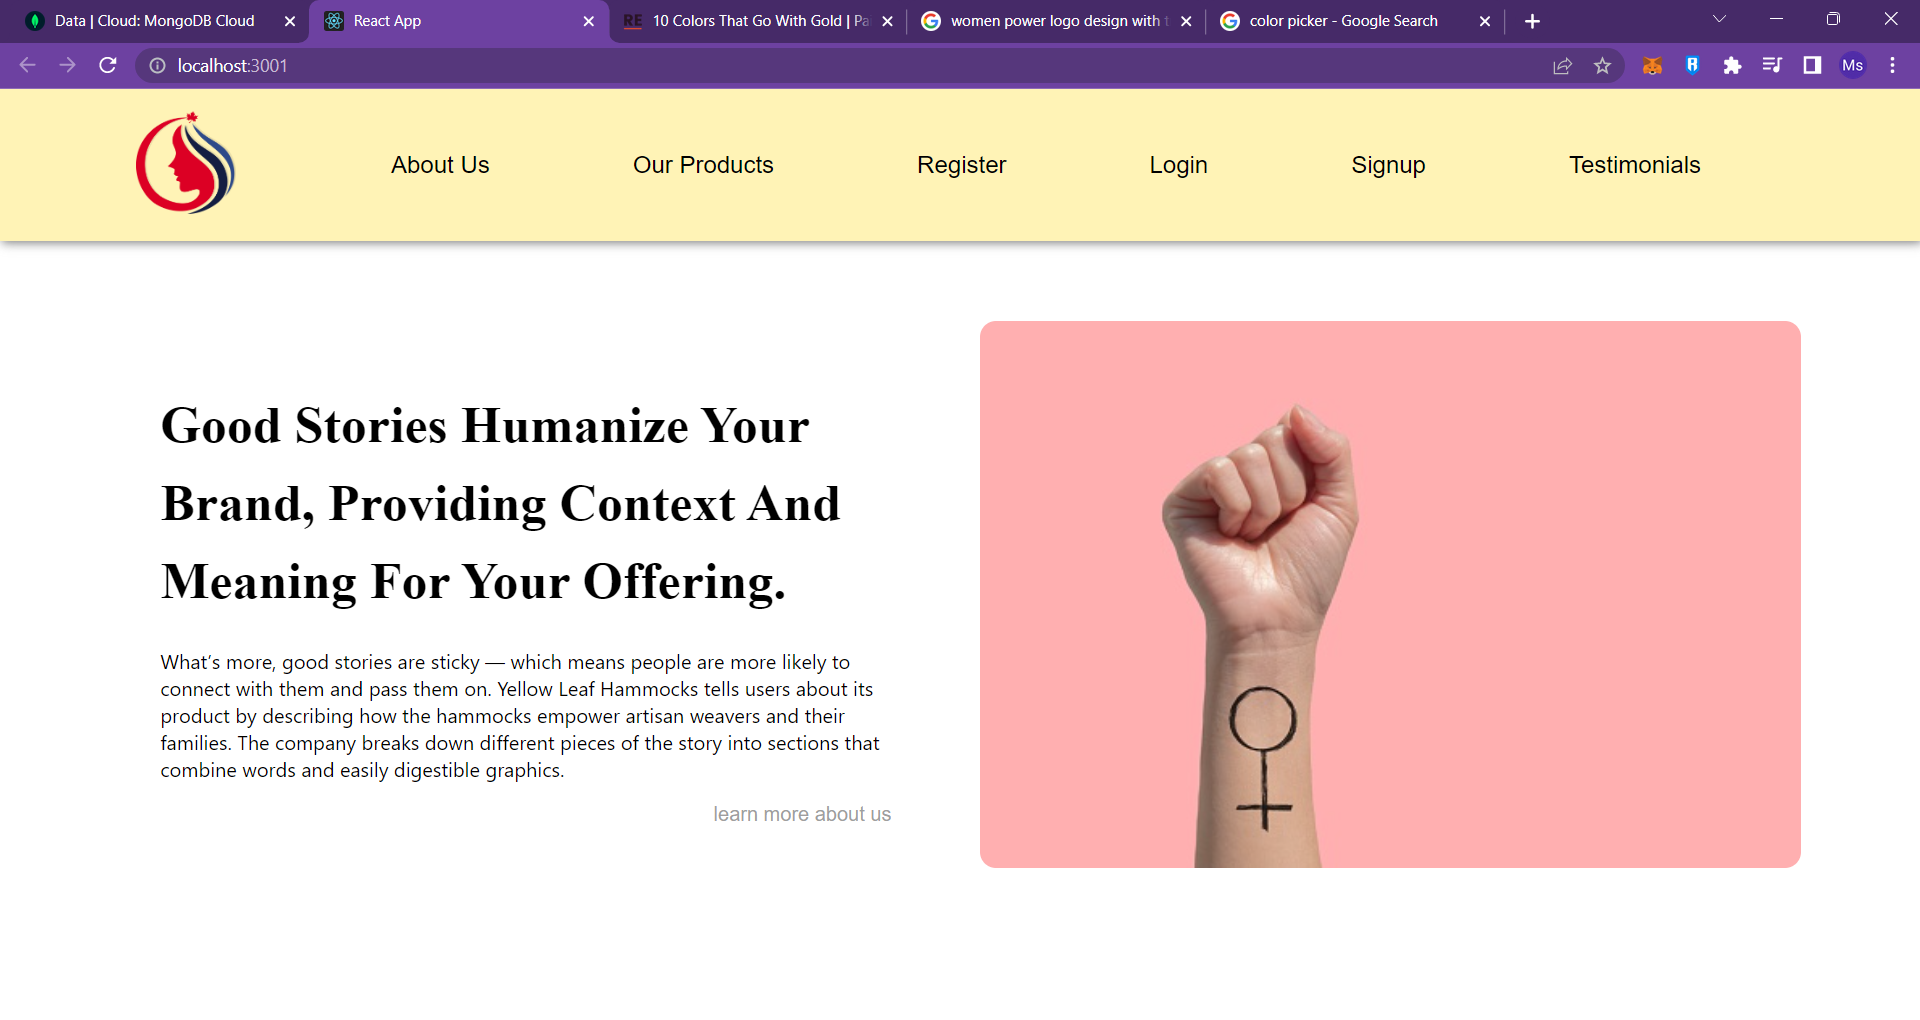 Data | Cloud: MongoDB Cloud
React App
RE 10 Colors That Go With Gold | Pa
women power logo design with t
color picker - Google Search
localhost:3001
Ms
About Us
Our Products
Register
Login
Signup
Testimonials
Good Stories Humanize Your
Brand, Providing Context And
Meaning For Your Offering.
What's more, good stories are sticky — which means people are more likely to
connect with them and pass them on. Yellow Leaf Hammocks tells users about its
product by describing how the hammocks empower artisan weavers and their
families. The company breaks down different pieces of the story into sections that
combine words and easily digestible graphics.
learn more about us